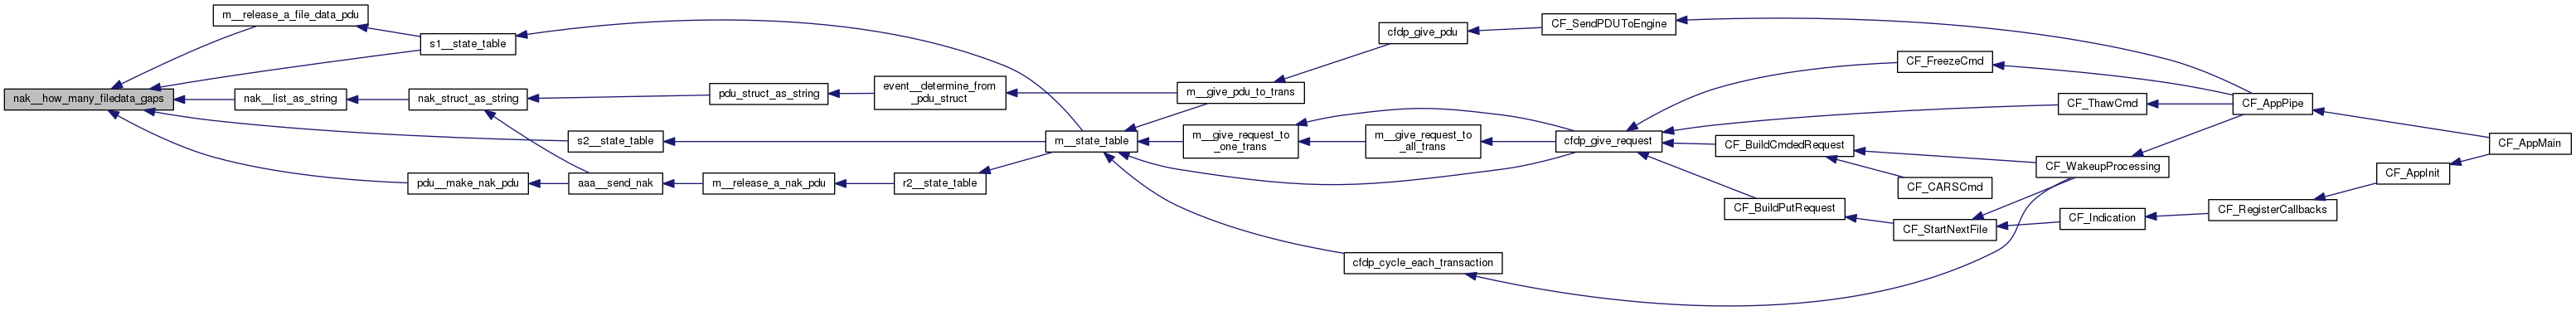 nak__how_many_filedata_gaps
m__release_a_file_data_pdu
s1__state_table
nak__list_as_string
nak_struct_as_string
s2__state_table
pdu__make_nak_pdu
aaa__send_nak
pdu_struct_as_string
m__release_a_nak_pdu
event__determine_from
_pdu_struct
r2__state_table
m__state_table
m__give_pdu_to_trans
m__give_request_to
_one_trans
cfdp_give_pdu
m__give_request_to
_all_trans
cfdp_cycle_each_transaction
CF_SendPDUToEngine
cfdp_give_request
CF_FreezeCmd
CF_ThawCmd
CF_BuildCmdedRequest
CF_CARSCmd
CF_BuildPutRequest
CF_StartNextFile
CF_AppPipe
CF_WakeupProcessing
CF_Indication
CF_RegisterCallbacks
CF_AppInit
CF_AppMain